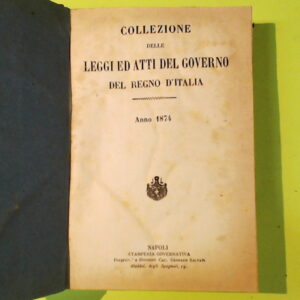 COLLEZIONE
DELLE
LEGGI ED ATTI DEL GOVERNO
DEL REGNO D'ITALIA
Anno 1874
NAPOLI
STAMPERIA GOVERNATIVA